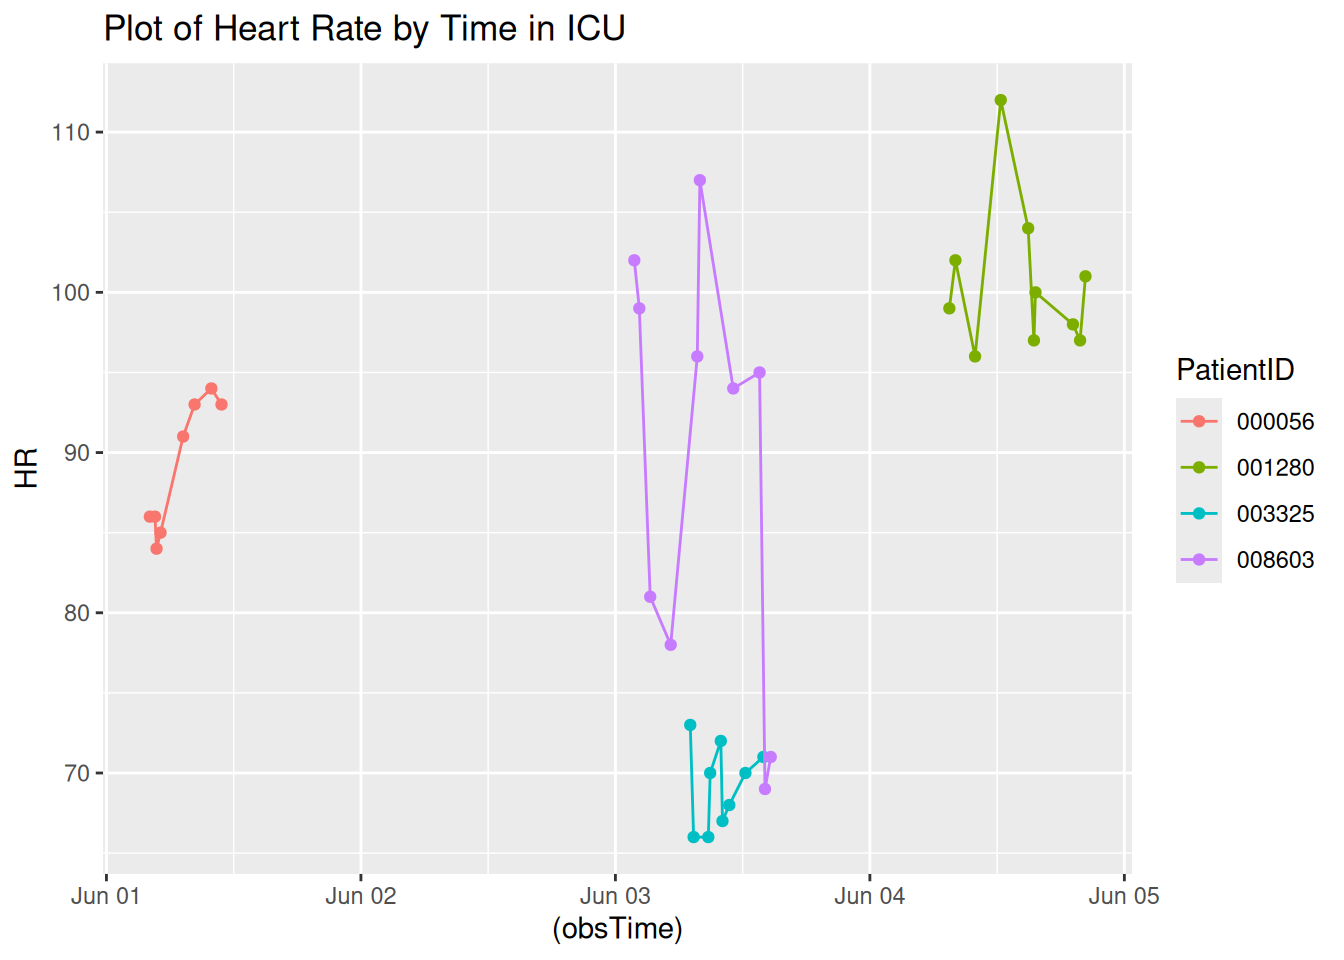 Plot of Heart Rate by Time in ICU
110
100
90
80
70
HR
Jun 01 Jun 02 Jun 03 Jun 04 Jun 05
(obsTime)
PatientID
000056
001280
003325
008603